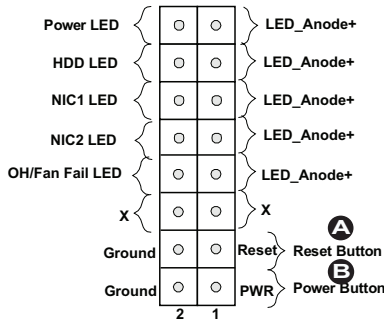 Power LED LED_Anode+
HDD LED LED_Anode+
NIC1 LED LED_Anode+
NIC2 LED LED_Anode+
OH/Fan Fail LED LED_Anode+
X X
A
Ground Reset Reset Button
B
Ground PWR Power Button
2 1